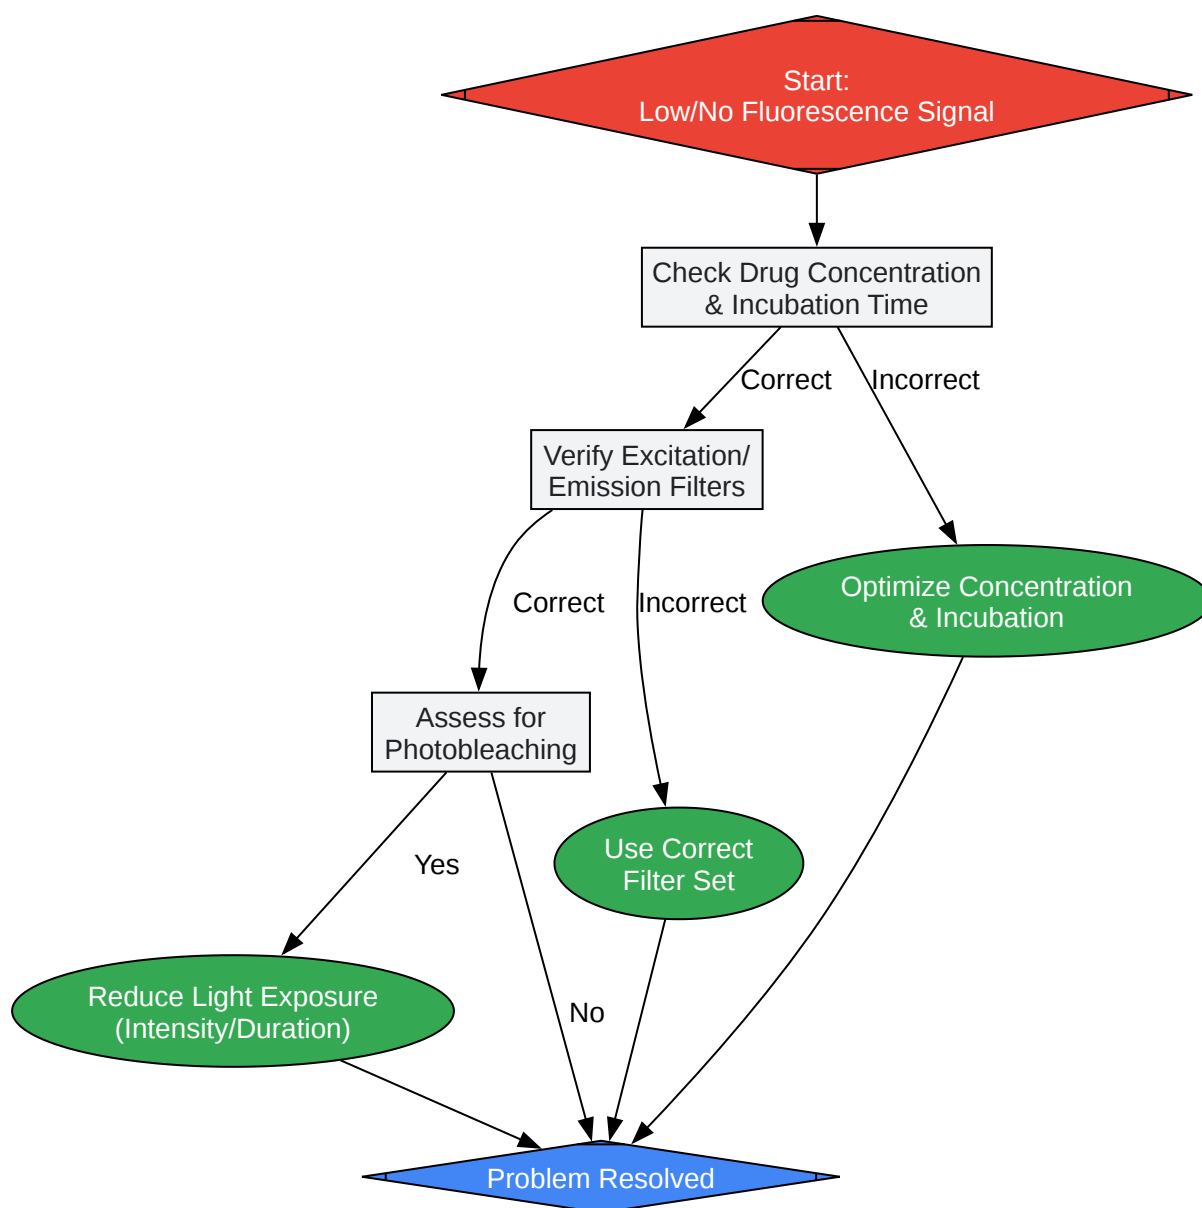 Start:
Low/No Fluorescence Signal
Check Drug Concentration
& Incubation Time
Correct
Incorrect
Verify Excitation/
Emission Filters
Optimize Concentration
& Incubation
Correct
Incorrect
Assess for
Photobleaching
Use Correct
Filter Set
Yes
Reduce Light Exposure
(Intensity/Duration)
No
Problem Resolved